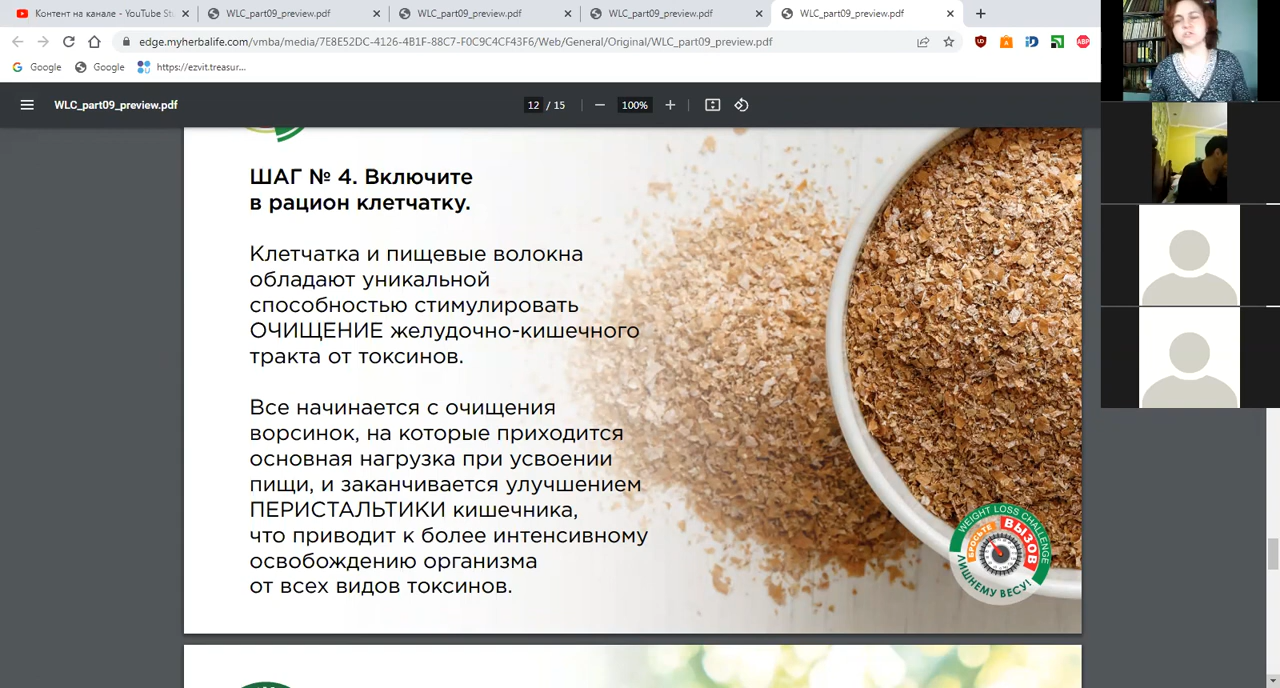 Контент на канале - YouTube St
WLC_part09_preview.pdf
WLC_part09_preview.pdf
WLC_part09_preview.pdf
WLC_part09_preview.pdf
edge.myherbalife.com/vmba/media/7E8E52DC-4126-4B1F-88C7-F0C9C4CF43F6/Web/General/Original/WLC_part09_preview.pdf
ABP
Google
Google
https://ezvit.treasur...
WLC_part09_preview.pdf
12 / 15
100%
ШАГ № 4. Включите
в рацион клетчатку.
Клетчатка и пищевые волокна
обладают уникальной
способностью стимулировать
ОЧИЩЕНИЕ желудочно-кишечного
тракта от токсинов.
Все начинается с очищения
ворсинок, на которые приходится
основная нагрузка при усвоении
пищи, и заканчивается улучшением
ПЕРИСТАЛЬТИКИ кишечника,
что приводит к более интенсивному
освобождению организма
от всех видов токсинов.
WEIGHT LOSS CHALLENGE
БРОСЬТЕ
ВЫЗОВ
ЛИШНЕМУ ВЕСУ!